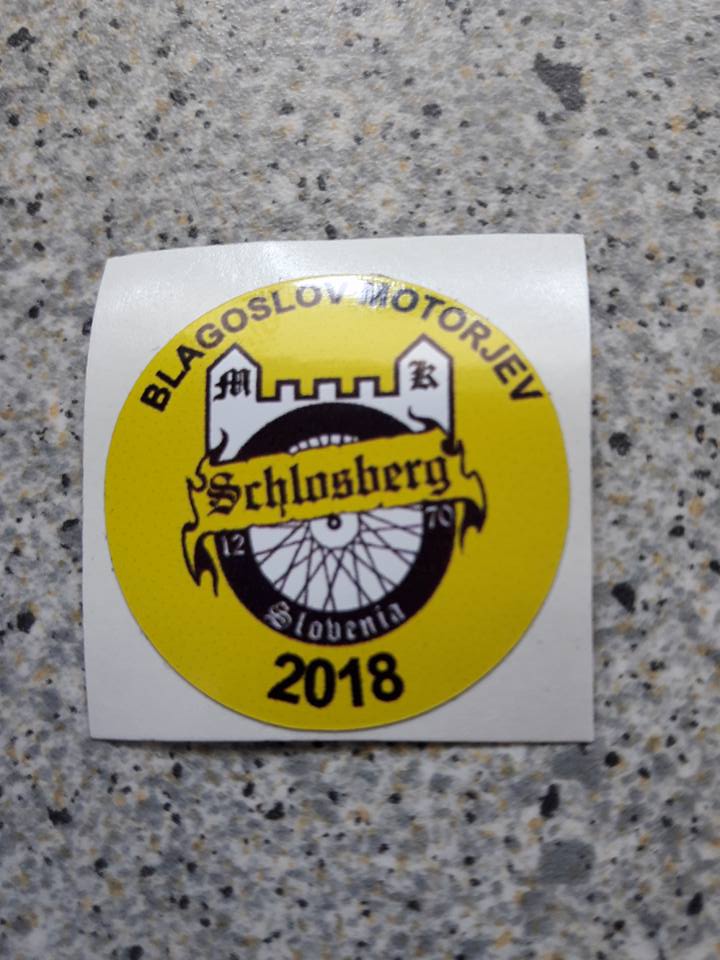 BLAGOSLOV MOTORJEV
M K
Schlosberg
12 70
Slovenia
2018